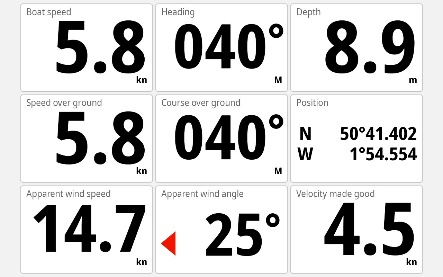 Boat speed
5.8
kn
Heading
040°
M
Depth
8.9
m
Speed over ground
5.8
kn
Course over ground
040°
M
Position
N 50°41.402
W 1°54.554
Apparent wind speed
14.7
kn
Apparent wind angle
25°
Velocity made good
4.5
kn